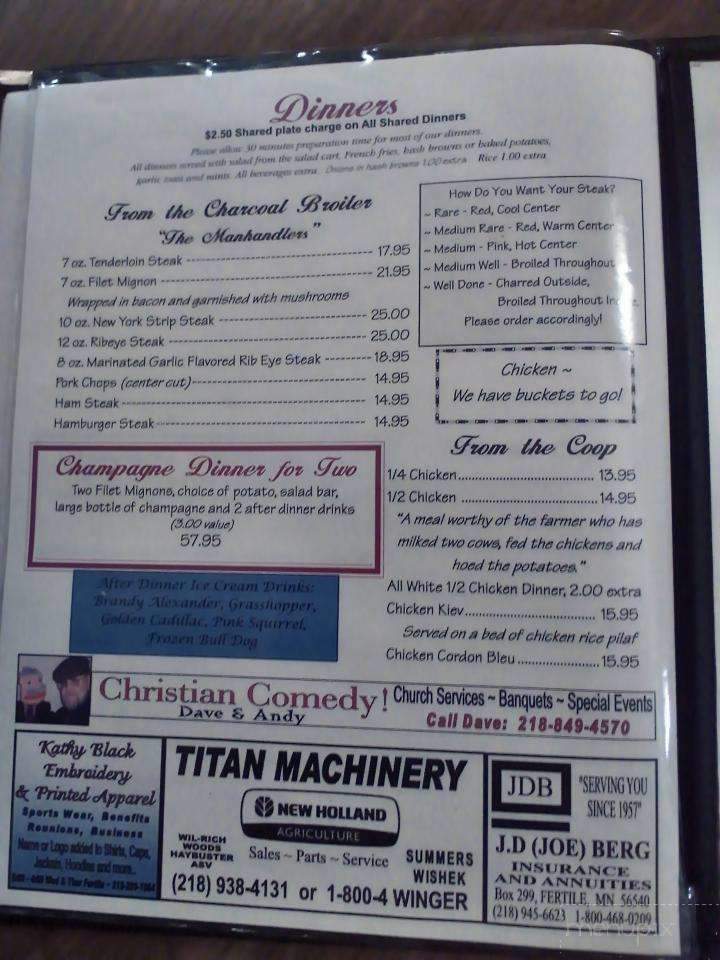 Dinners
$2.50 Shared plate charge on All Shared Dinners
Please allow 30 minutes preparation time for most of our dinners.
All dinners served with salad from the salad cart, French fries, hash browns or baked potatoes,
garlic toast and mints. All beverages extra. Onions in hash browns 1.00 extra Rice 1.00 extra
From the Charcoal Broiler
"The Manhandlers"
7 oz. Tenderloin Steak 17.95
7 oz. Filet Mignon 21.95
Wrapped in bacon and garnished with mushrooms
10 oz. New York Strip Steak 25.00
12 oz. Ribeye Steak 25.00
8 oz. Marinated Garlic Flavored Rib Eye Steak 18.95
Pork Chops (center cut) 14.95
Ham Steak 14.95
Hamburger Steak 14.95
How Do You Want Your Steak?
~ Rare - Red, Cool Center
~ Medium Rare - Red, Warm Center
~ Medium - Pink, Hot Center
~ Medium Well - Broiled Throughout
~ Well Done - Charred Outside,
Broiled Throughout
Please order accordingly!
Chicken ~
We have buckets to go!
Champagne Dinner for Two
Two Filet Mignons, choice of potato, salad bar,
large bottle of champagne and 2 after dinner drinks
(3.00 value)
57.95
From the Coop
1/4 Chicken 13.95
1/2 Chicken 14.95
"A meal worthy of the farmer who has
milked two cows, fed the chickens and
hoed the potatoes."
All White 1/2 Chicken Dinner, 2.00 extra
Chicken Kiev 15.95
Served on a bed of chicken rice pilaf
Chicken Cordon Bleu 15.95
After Dinner Ice Cream Drinks:
Brandy Alexander, Grasshopper,
Golden Cadillac, Pink Squirrel,
Frozen Bull Dog
Christian Comedy!
Dave & Andy
Church Services ~ Banquets ~ Special Events
Call Dave: 218-849-4570
Kathy Black
Embroidery
& Printed Apparel
Sports Wear, Benefits
Reunions, Business
Name or Logo added to Shirts, Caps,
Jackets, Hoodies and more...
TITAN MACHINERY
NEW HOLLAND
AGRICULTURE
WIL-RICH
WOODS
HAYBUSTER
ASV
Sales ~ Parts ~ Service
SUMMERS
WISHEK
(218) 938-4131 or 1-800-4 WINGER
JDB
"SERVING YOU
SINCE 1957"
J.D (JOE) BERG
INSURANCE
AND ANNUITIES
Box 299, FERTILE, MN 56540
(218) 945-6623 1-800-468-0209
menupix